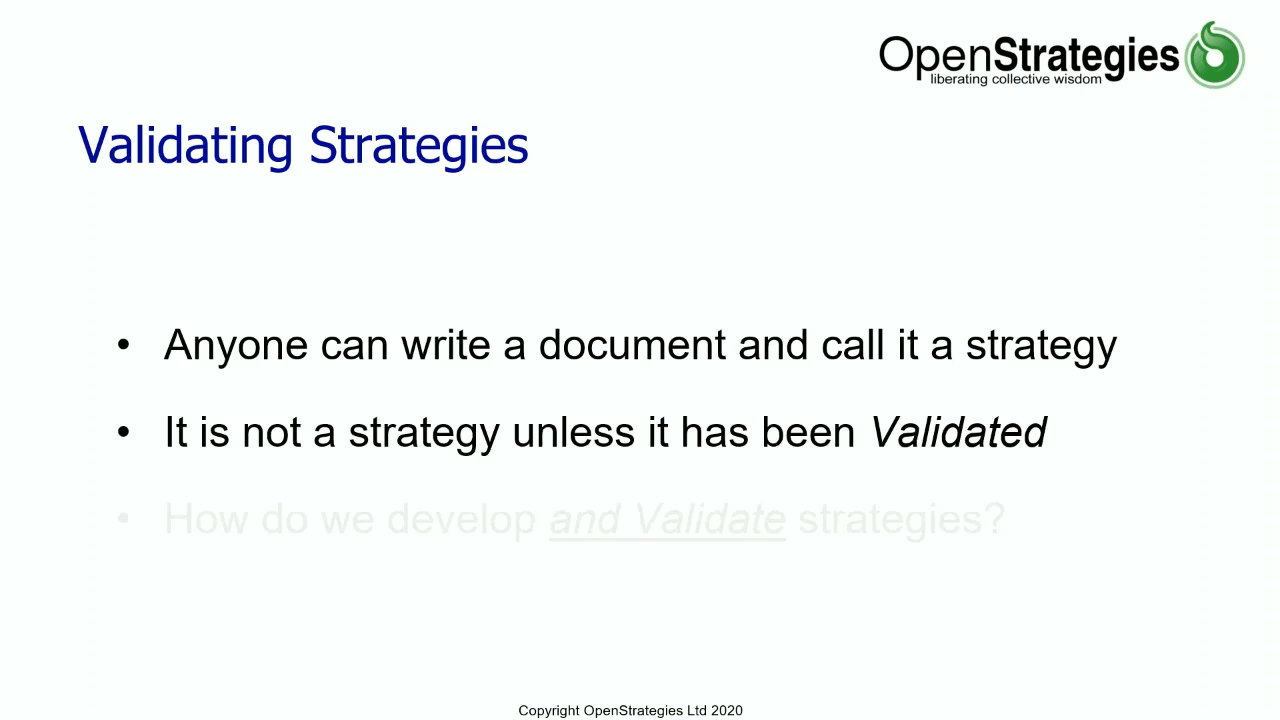 OpenStrategies
liberating collective wisdom
Validating Strategies
• Anyone can write a document and call it a strategy
• It is not a strategy unless it has been Validated
• How do we develop and Validate strategies?
Copyright OpenStrategies Ltd 2020